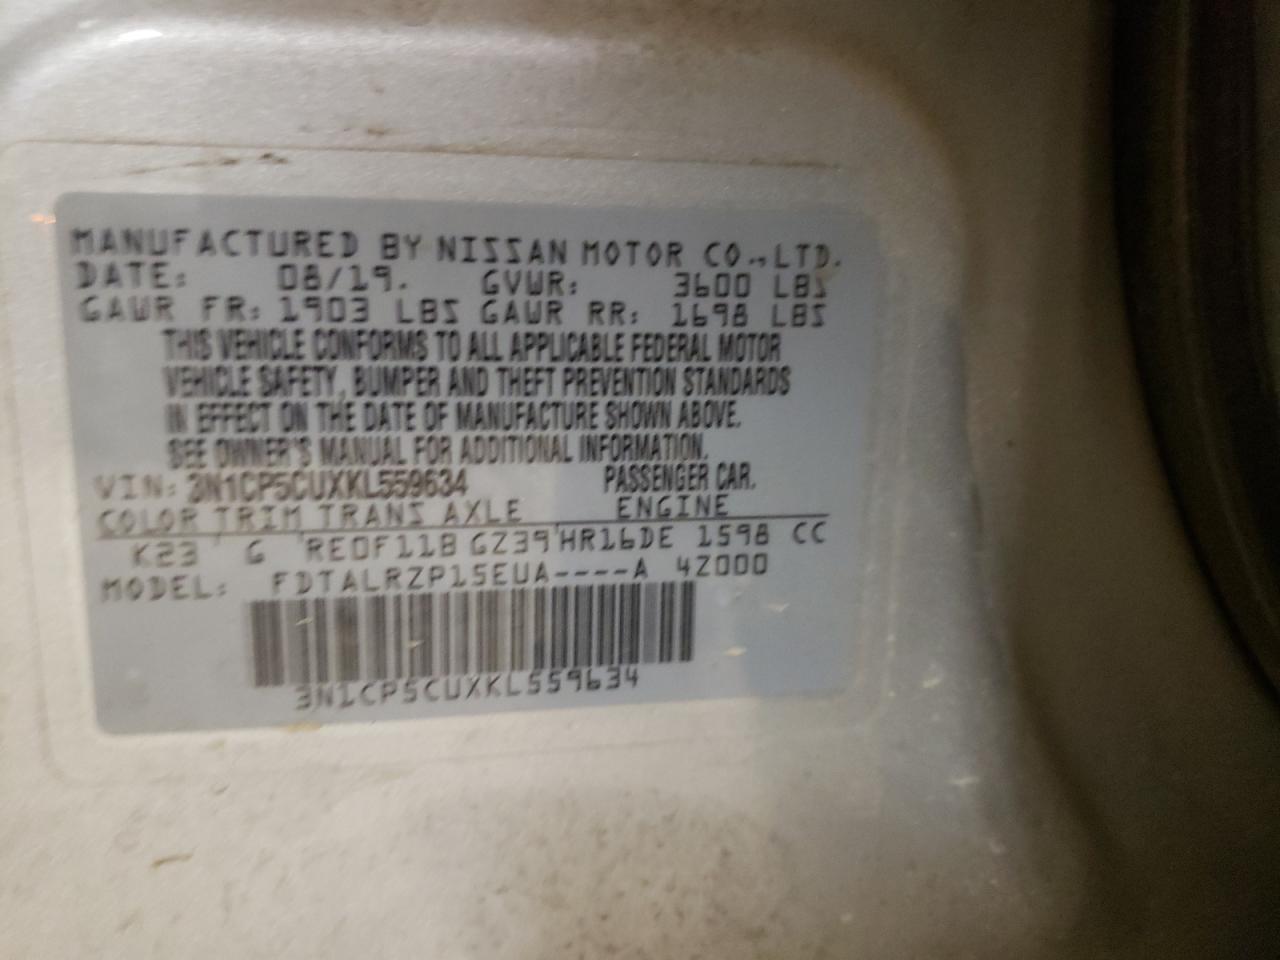 MANUFACTURED BY NISSAN MOTOR CO.,LTD.
DATE: 08/19. GVWR: 3600 LBS
GAWR FR: 1903 LBS GAWR RR: 1698 LBS
THIS VEHICLE CONFORMS TO ALL APPLICABLE FEDERAL MOTOR
VEHICLE SAFETY, BUMPER AND THEFT PREVENTION STANDARDS
IN EFFECT ON THE DATE OF MANUFACTURE SHOWN ABOVE.
SEE OWNER'S MANUAL FOR ADDITIONAL INFORMATION.
VIN: 3N1CP5CUXKL559634 PASSENGER CAR.
COLOR TRIM TRANS AXLE ENGINE
K23 G RE0F11B GZ39 HR16DE 1598 CC
MODEL: FDTALRZP15EUA----A 4Z000
3N1CP5CUXKL559634